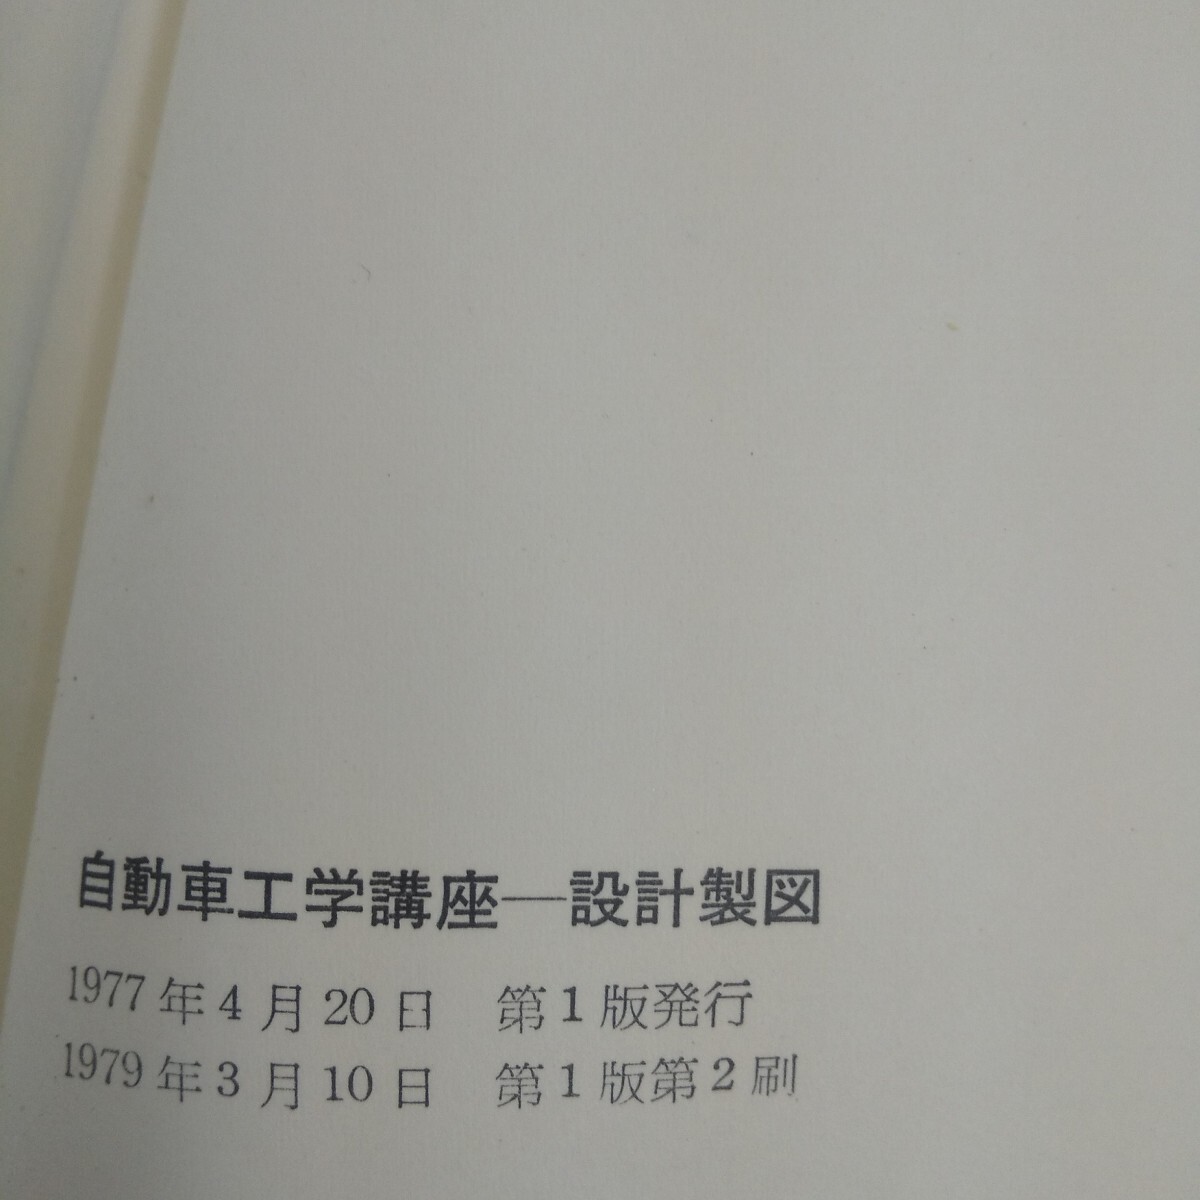 自動車工学講座―設計製図
1977年4月20日　第1版発行
1979年3月10日　第1版第2刷